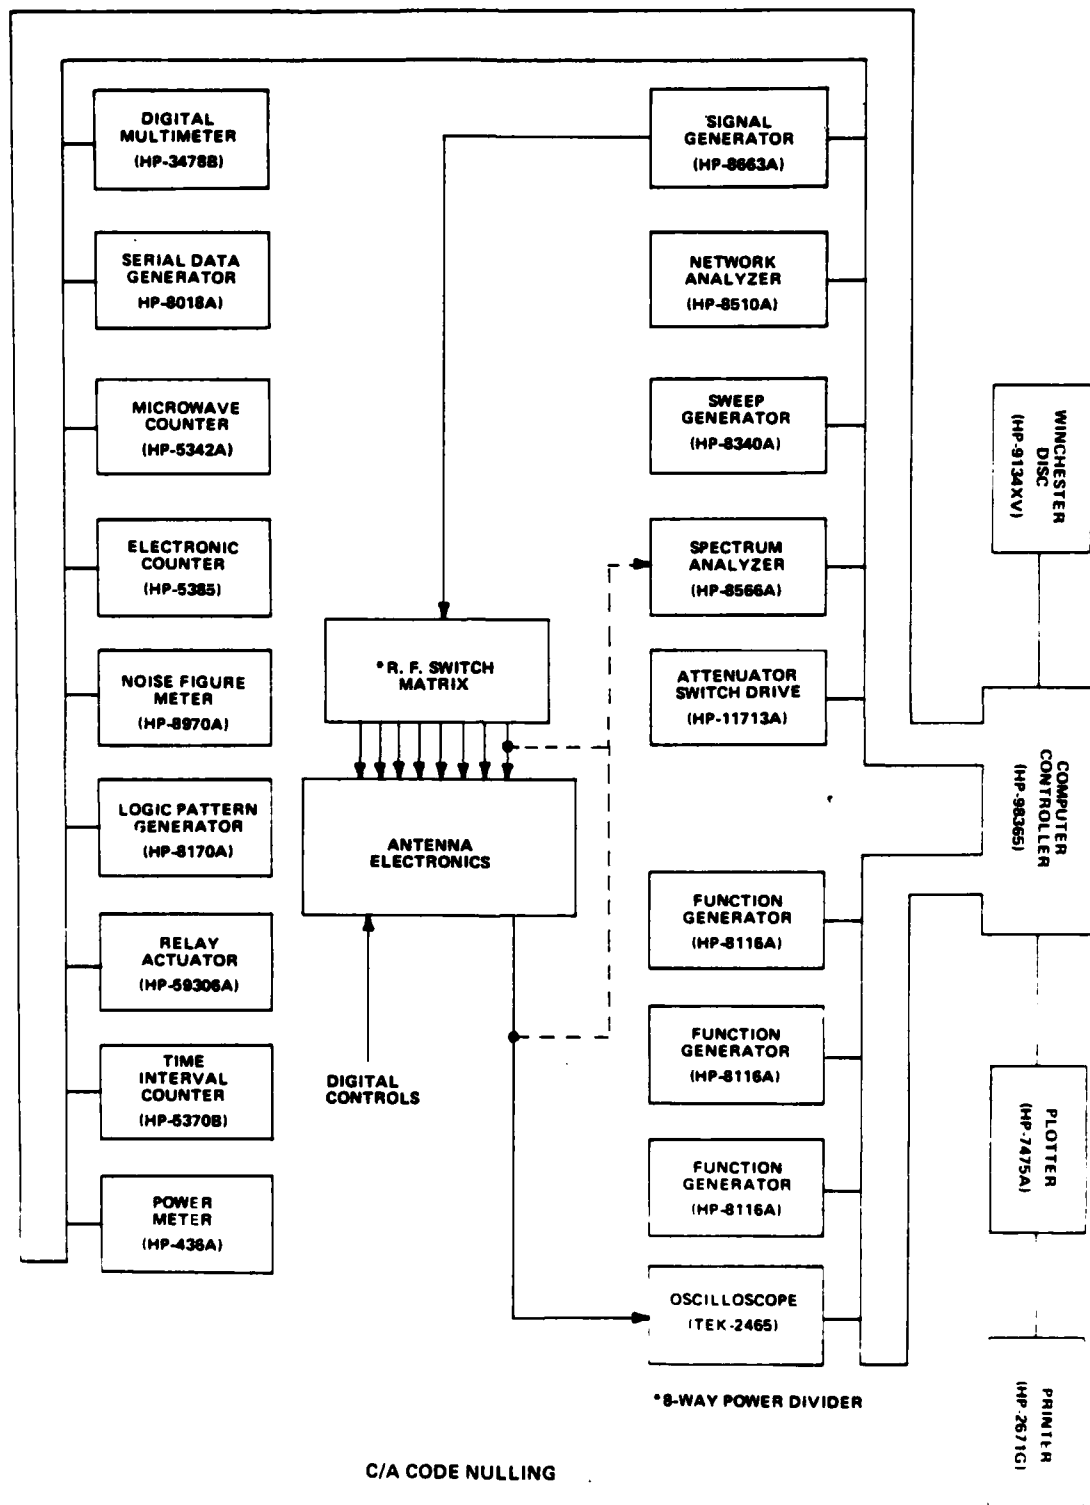 DIGITAL
MULTIMETER
(HP-3478B)
SERIAL DATA
GENERATOR
HP-8018A)
MICROWAVE
COUNTER
(HP-5342A)
ELECTRONIC
COUNTER
(HP-5385)
NOISE FIGURE
METER
(HP-8970A)
LOGIC PATTERN
GENERATOR
(HP-8170A)
RELAY
ACTUATOR
(HP-59306A)
TIME
INTERVAL
COUNTER
(HP-5370B)
POWER
METER
(HP-436A)
*R. F. SWITCH
MATRIX
ANTENNA
ELECTRONICS
DIGITAL
CONTROLS
SIGNAL
GENERATOR
(HP-8663A)
NETWORK
ANALYZER
(HP-8510A)
SWEEP
GENERATOR
(HP-8340A)
SPECTRUM
ANALYZER
(HP-8566A)
ATTENUATOR
SWITCH DRIVE
(HP-11713A)
FUNCTION
GENERATOR
(HP-8116A)
FUNCTION
GENERATOR
(HP-8116A)
FUNCTION
GENERATOR
(HP-8116A)
OSCILLOSCOPE
(TEK-2465)
*8-WAY POWER DIVIDER
WINCHESTER
DISC
(HP-9134XV)
COMPUTER
CONTROLLER
(HP-98365)
PLOTTER
(HP-7475A)
PRINTER
(HP-2671G)
C/A CODE NULLING